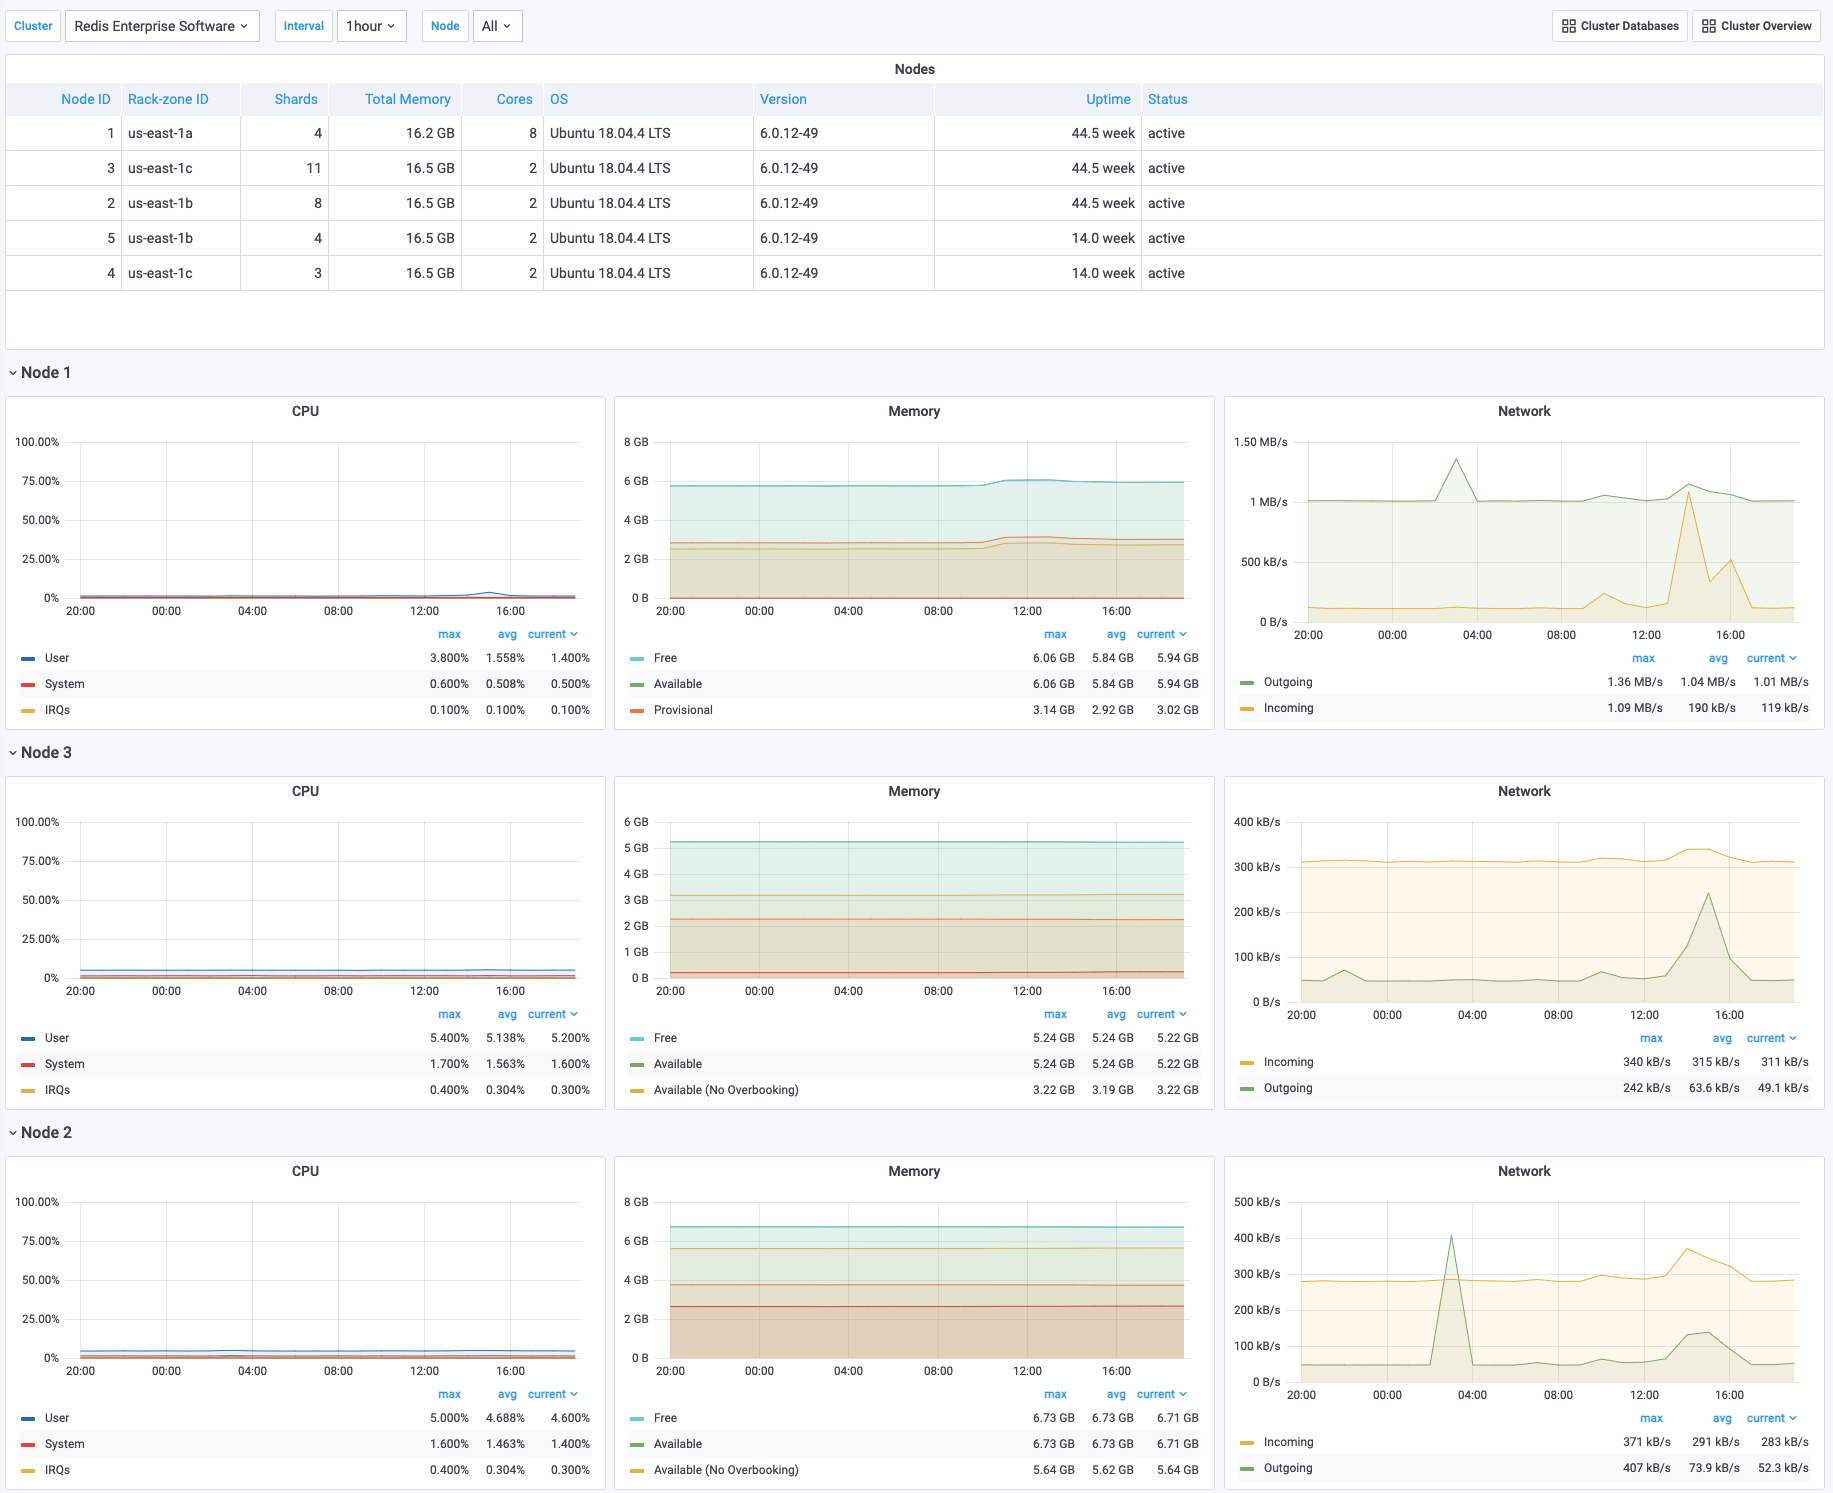 Cluster Redis Enterprise Software Interval 1hour Node All Cluster Databases Cluster Overview
Nodes
Node ID Rack-zone ID Shards Total Memory Cores OS Version Uptime Status
1 us-east-1a 4 16.2 GB 8 Ubuntu 18.04.4 LTS 6.0.12-49 44.5 week active
3 us-east-1c 11 16.5 GB 2 Ubuntu 18.04.4 LTS 6.0.12-49 44.5 week active
2 us-east-1b 8 16.5 GB 2 Ubuntu 18.04.4 LTS 6.0.12-49 44.5 week active
5 us-east-1b 4 16.5 GB 2 Ubuntu 18.04.4 LTS 6.0.12-49 14.0 week active
4 us-east-1c 3 16.5 GB 2 Ubuntu 18.04.4 LTS 6.0.12-49 14.0 week active
Node 1
CPU
100.00%
75.00%
50.00%
25.00%
0%
20:00 00:00 04:00 08:00 12:00 16:00
max avg current
User 3.800% 1.558% 1.400%
System 0.600% 0.508% 0.500%
IRQs 0.100% 0.100% 0.100%
Memory
8 GB
6 GB
4 GB
2 GB
0 B
20:00 00:00 04:00 08:00 12:00 16:00
max avg current
Free 6.06 GB 5.84 GB 5.94 GB
Available 6.06 GB 5.84 GB 5.94 GB
Provisional 3.14 GB 2.92 GB 3.02 GB
Network
1.50 MB/s
1 MB/s
500 kB/s
0 B/s
20:00 00:00 04:00 08:00 12:00 16:00
max avg current
Outgoing 1.36 MB/s 1.04 MB/s 1.01 MB/s
Incoming 1.09 MB/s 190 kB/s 119 kB/s
Node 3
CPU
100.00%
75.00%
50.00%
25.00%
0%
20:00 00:00 04:00 08:00 12:00 16:00
max avg current
User 5.400% 5.138% 5.200%
System 1.700% 1.563% 1.600%
IRQs 0.400% 0.304% 0.300%
Memory
6 GB
5 GB
4 GB
3 GB
2 GB
1 GB
0 B
20:00 00:00 04:00 08:00 12:00 16:00
max avg current
Free 5.24 GB 5.24 GB 5.22 GB
Available 5.24 GB 5.24 GB 5.22 GB
Available (No Overbooking) 3.22 GB 3.19 GB 3.22 GB
Network
400 kB/s
300 kB/s
200 kB/s
100 kB/s
0 B/s
20:00 00:00 04:00 08:00 12:00 16:00
max avg current
Incoming 340 kB/s 315 kB/s 311 kB/s
Outgoing 242 kB/s 63.6 kB/s 49.1 kB/s
Node 2
CPU
100.00%
75.00%
50.00%
25.00%
0%
20:00 00:00 04:00 08:00 12:00 16:00
max avg current
User 5.000% 4.688% 4.600%
System 1.600% 1.463% 1.400%
IRQs 0.400% 0.304% 0.300%
Memory
8 GB
6 GB
4 GB
2 GB
0 B
20:00 00:00 04:00 08:00 12:00 16:00
max avg current
Free 6.73 GB 6.73 GB 6.71 GB
Available 6.73 GB 6.73 GB 6.71 GB
Available (No Overbooking) 5.64 GB 5.62 GB 5.64 GB
Network
500 kB/s
400 kB/s
300 kB/s
200 kB/s
100 kB/s
0 B/s
20:00 00:00 04:00 08:00 12:00 16:00
max avg current
Incoming 371 kB/s 291 kB/s 283 kB/s
Outgoing 407 kB/s 73.9 kB/s 52.3 kB/s